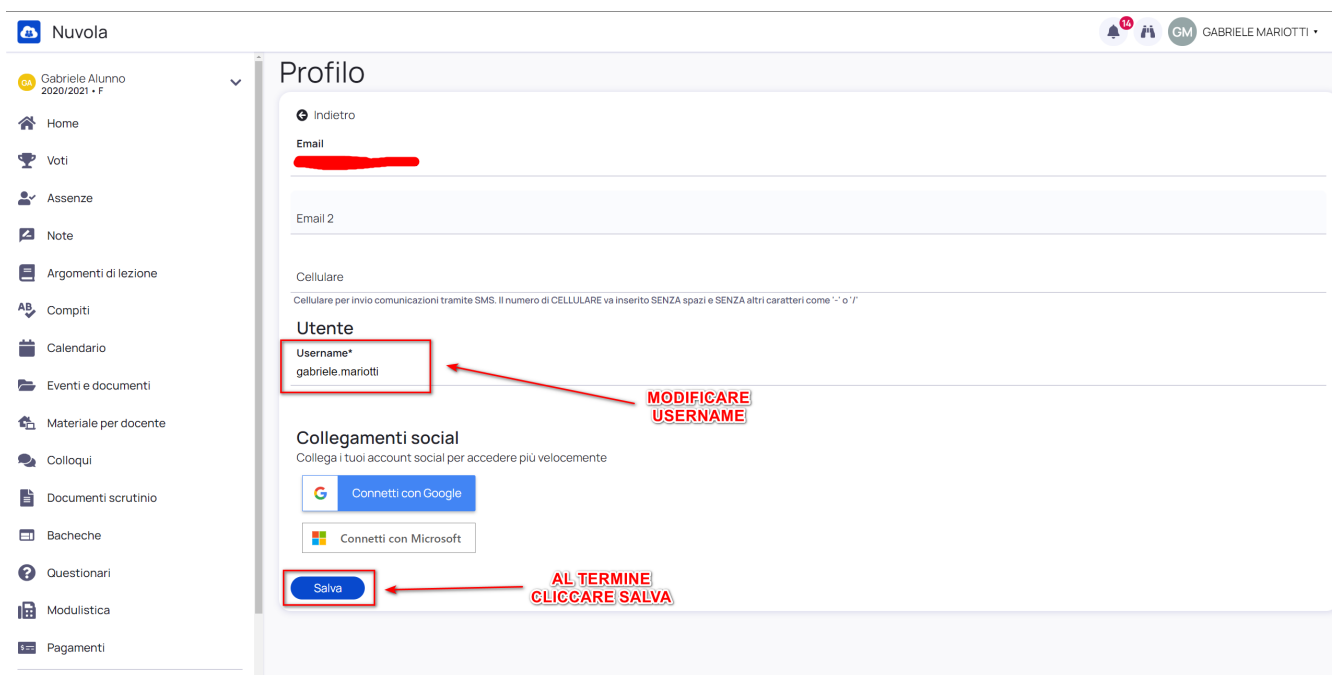 Nuvola
14
GM
GABRIELE MARIOTTI
GA
Gabriele Alunno
2020/2021 • F
Home
Voti
Assenze
Note
Argomenti di lezione
AB
Compiti
Calendario
Eventi e documenti
Materiale per docente
Colloqui
Documenti scrutinio
Bacheche
Questionari
Modulistica
Pagamenti
Profilo
Indietro
Email
Email 2
Cellulare
Cellulare per invio comunicazioni tramite SMS. Il numero di CELLULARE va inserito SENZA spazi e SENZA altri caratteri come '-' o '/'
Utente
Username*
gabriele.mariotti
MODIFICARE
USERNAME
Collegamenti social
Collega i tuoi account social per accedere più velocemente
G
Connetti con Google
Connetti con Microsoft
Salva
AL TERMINE
CLICCARE SALVA